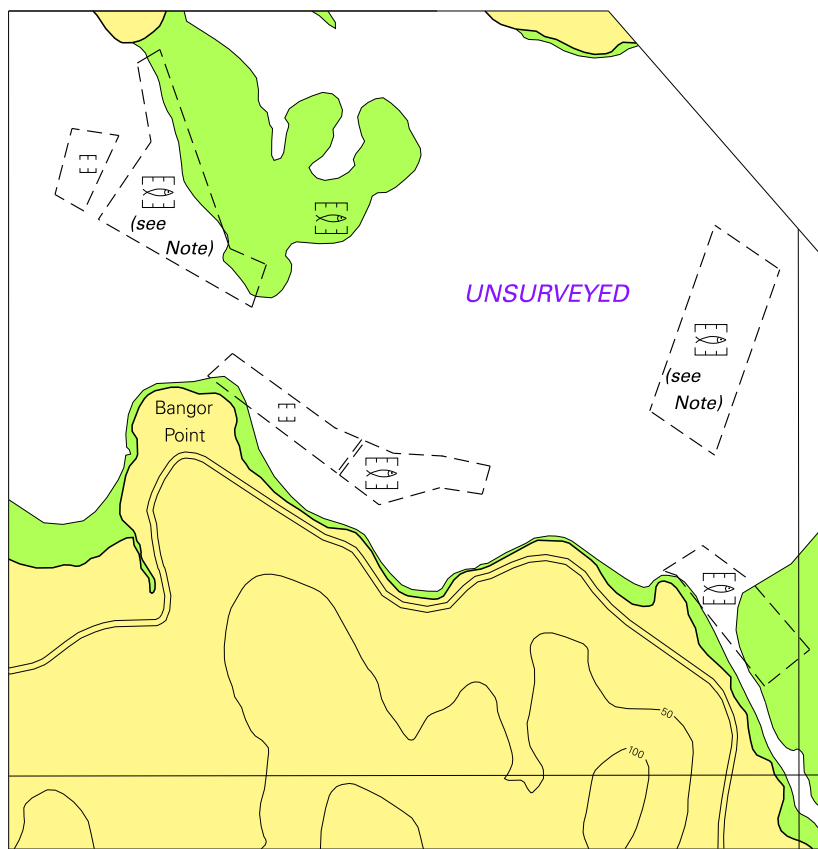 (see
Note)
UNSURVEYED
(see
Note)
Bangor
Point
50
100